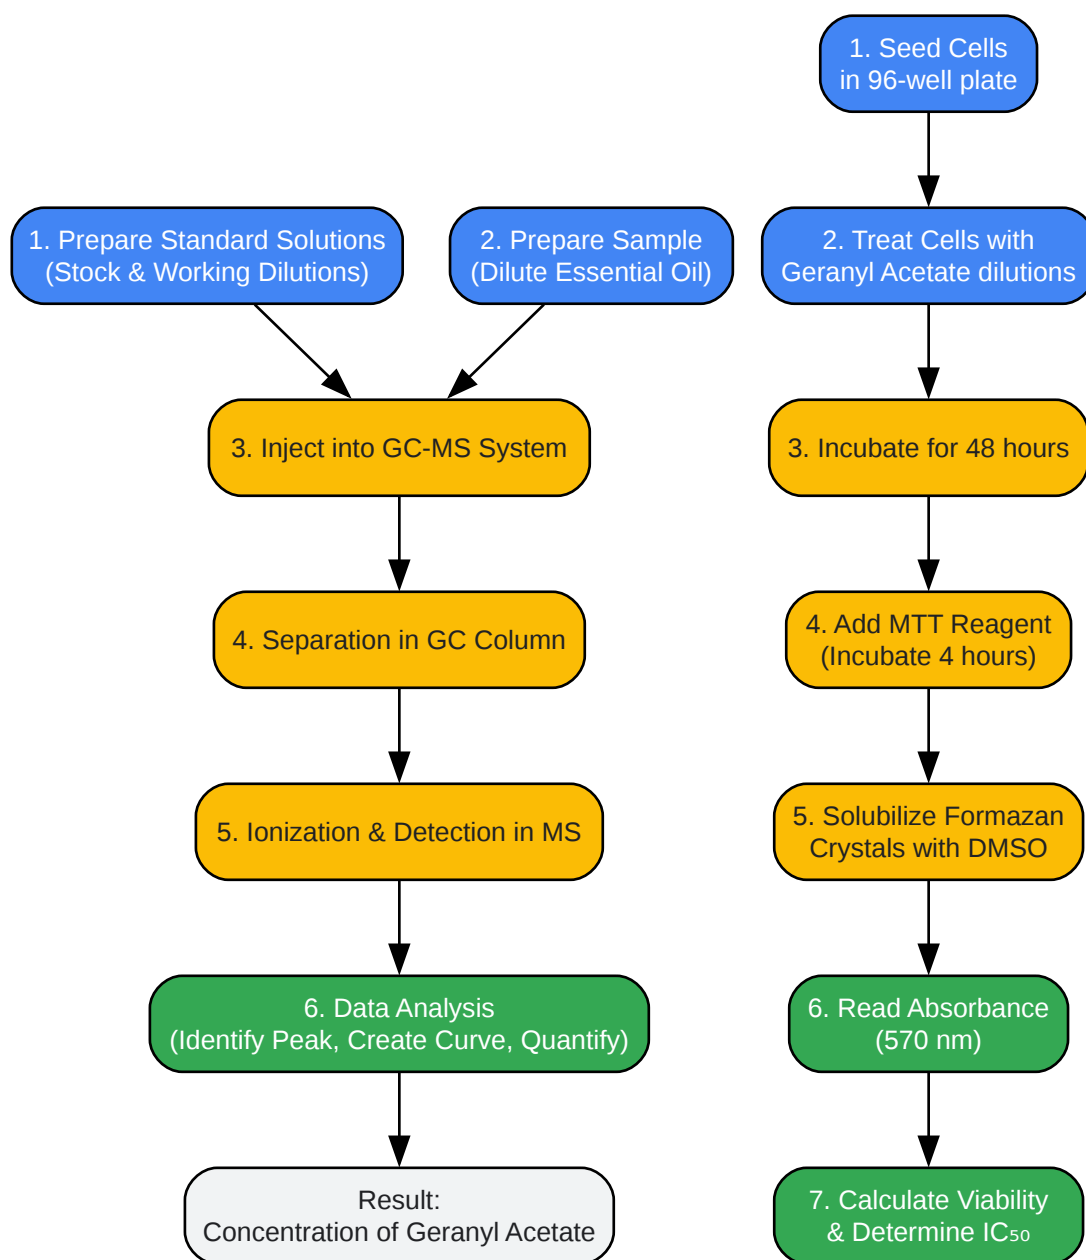 1. Prepare Standard Solutions
(Stock & Working Dilutions)
2. Prepare Sample
(Dilute Essential Oil)
3. Inject into GC-MS System
4. Separation in GC Column
5. Ionization & Detection in MS
6. Data Analysis
(Identify Peak, Create Curve, Quantify)
Result:
Concentration of Geranyl Acetate
1. Seed Cells
in 96-well plate
2. Treat Cells with
Geranyl Acetate dilutions
3. Incubate for 48 hours
4. Add MTT Reagent
(Incubate 4 hours)
5. Solubilize Formazan
Crystals with DMSO
6. Read Absorbance
(570 nm)
7. Calculate Viability
& Determine IC₅₀